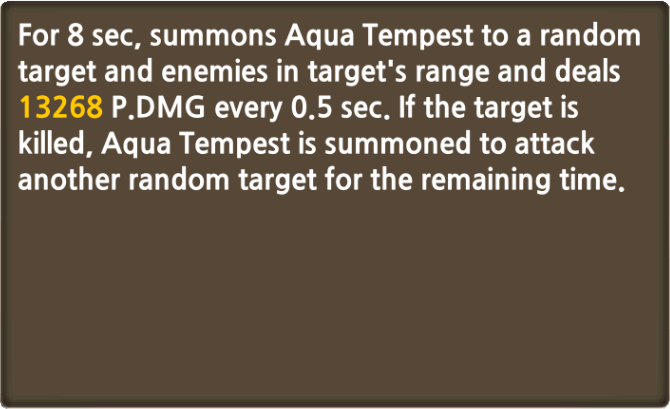 For 8 sec, summons Aqua Tempest to a random
target and enemies in target's range and deals
13268 P.DMG every 0.5 sec. If the target is
killed, Aqua Tempest is summoned to attack
another random target for the remaining time.